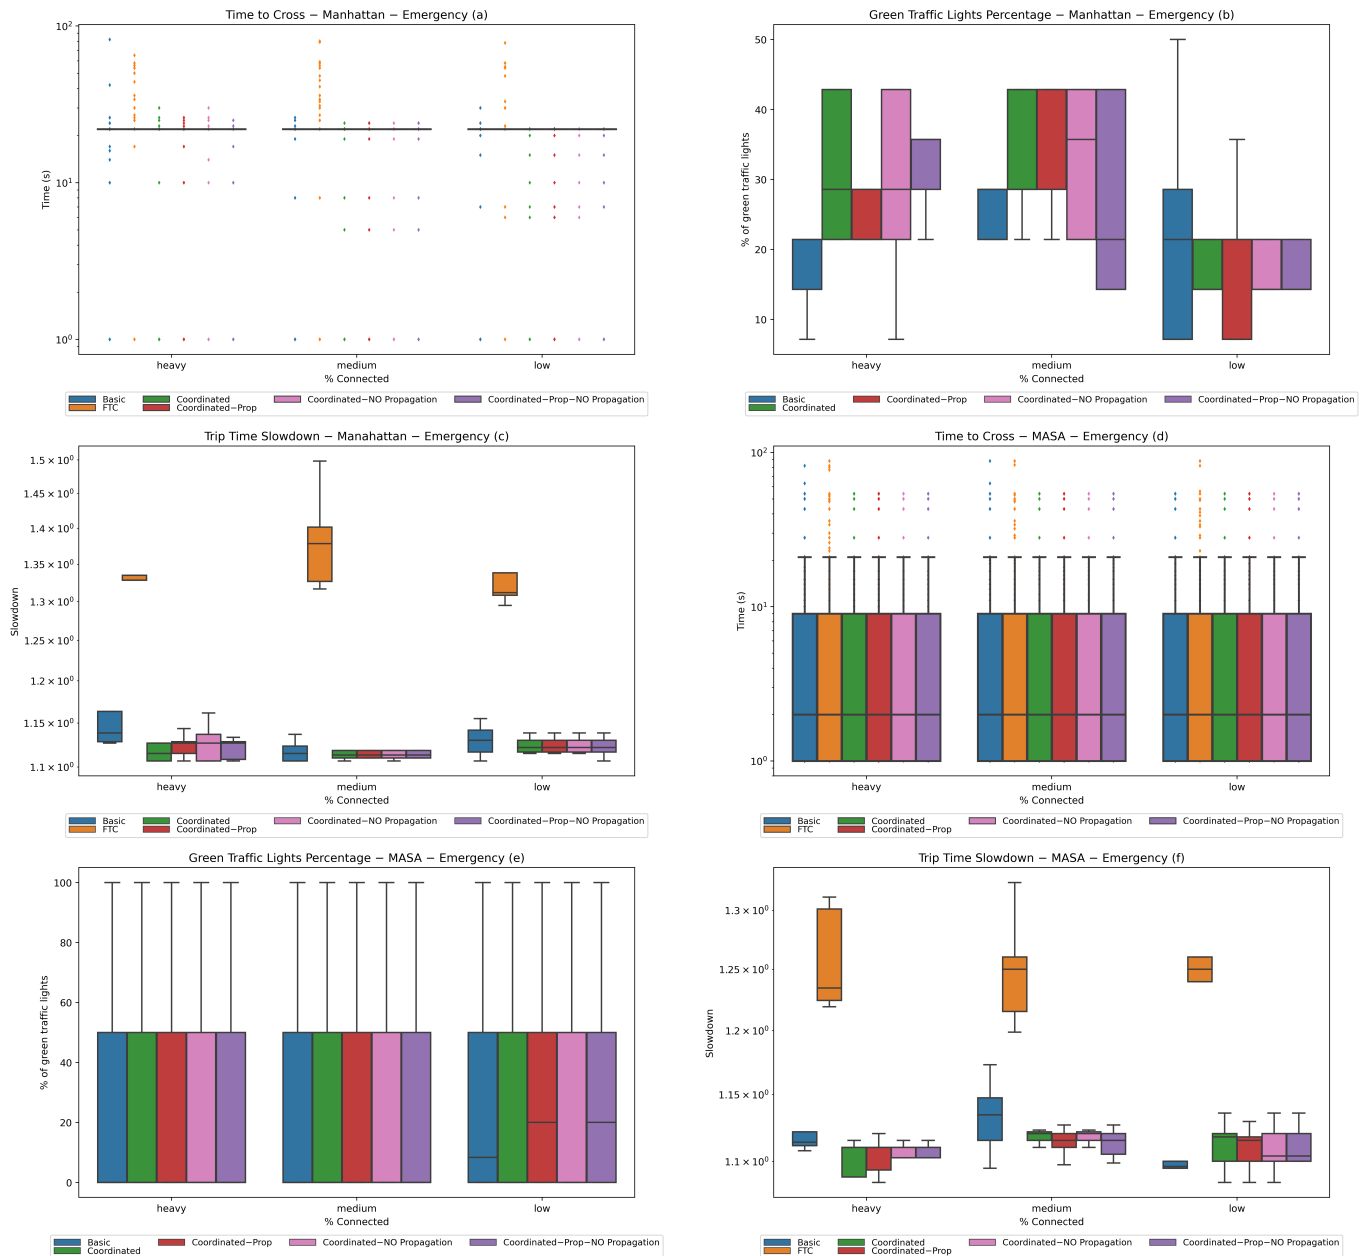 Time to Cross − Manhattan − Emergency (a)
10²
10¹
10⁰
Time (s)
heavy medium low
% Connected
Basic Coordinated Coordinated−NO Propagation Coordinated−Prop−NO Propagation
FTC Coordinated−Prop
Green Traffic Lights Percentage − Manhattan − Emergency (b)
50
40
30
20
10
% of green traffic lights
heavy medium low
% Connected
Basic Coordinated−Prop Coordinated−NO Propagation Coordinated−Prop−NO Propagation
Coordinated
Trip Time Slowdown − Manahattan − Emergency (c)
1.5 × 10⁰
1.45 × 10⁰
1.4 × 10⁰
1.35 × 10⁰
1.3 × 10⁰
1.25 × 10⁰
1.2 × 10⁰
1.15 × 10⁰
1.1 × 10⁰
Slowdown
heavy medium low
% Connected
Basic Coordinated Coordinated−NO Propagation Coordinated−Prop−NO Propagation
FTC Coordinated−Prop
Time to Cross − MASA − Emergency (d)
10²
10¹
10⁰
Time (s)
heavy medium low
% Connected
Basic Coordinated Coordinated−NO Propagation Coordinated−Prop−NO Propagation
FTC Coordinated−Prop
Green Traffic Lights Percentage − MASA − Emergency (e)
100
80
60
40
20
0
% of green traffic lights
heavy medium low
% Connected
Basic Coordinated−Prop Coordinated−NO Propagation Coordinated−Prop−NO Propagation
Coordinated
Trip Time Slowdown − MASA − Emergency (f)
1.3 × 10⁰
1.25 × 10⁰
1.2 × 10⁰
1.15 × 10⁰
1.1 × 10⁰
Slowdown
heavy medium low
% Connected
Basic Coordinated Coordinated−NO Propagation Coordinated−Prop−NO Propagation
FTC Coordinated−Prop